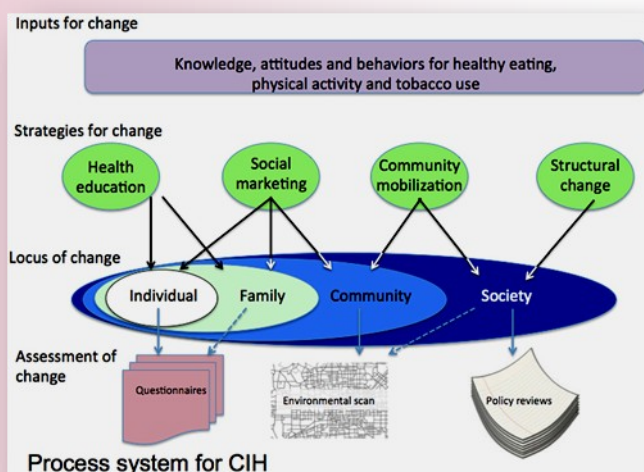 Inputs for change
Knowledge, attitudes and behaviors for healthy eating,
physical activity and tobacco use
Strategies for change
Health
education
Social
marketing
Community
mobilization
Structural
change
Locus of change
Individual
Family
Community
Society
Assessment of
change
Questionnaires
Environmental scan
Policy reviews
Process system for CIH